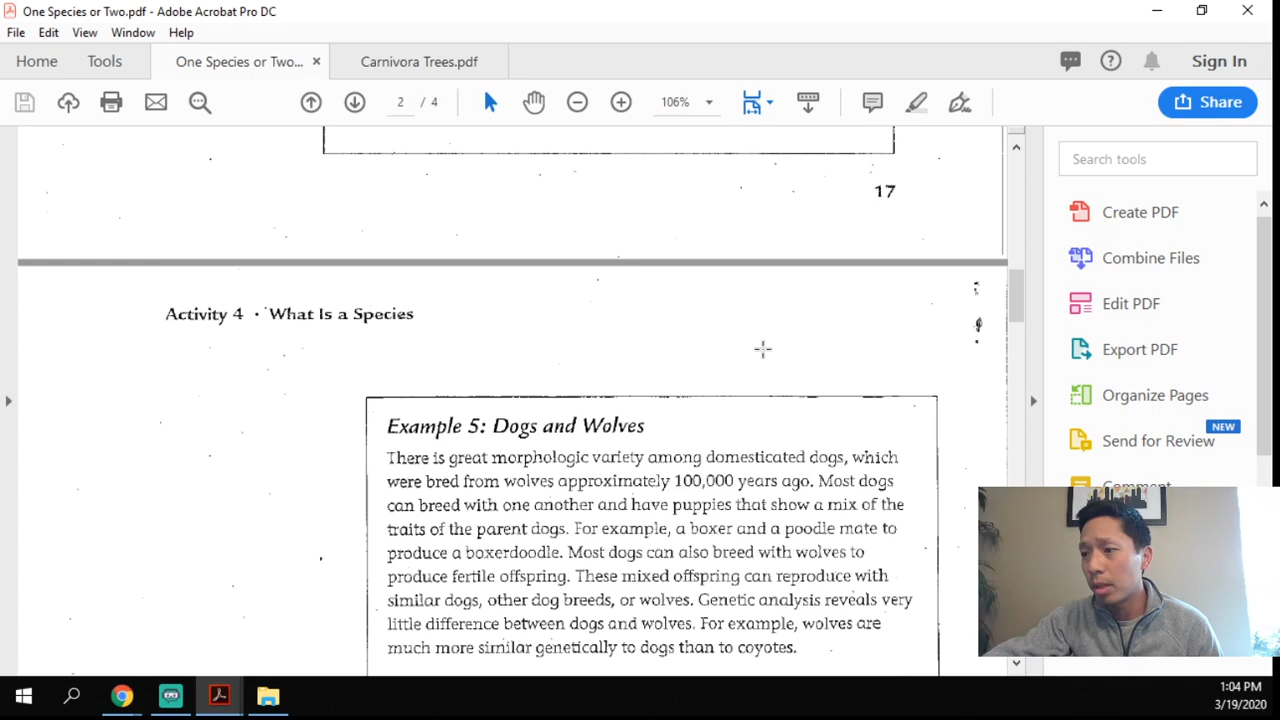 One Species or Two.pdf - Adobe Acrobat Pro DC
File Edit View Window Help
Home Tools One Species or Two... × Carnivora Trees.pdf Sign In
2 / 4 106% Share
17
Activity 4 · What Is a Species
Example 5: Dogs and Wolves
There is great morphologic variety among domesticated dogs, which
were bred from wolves approximately 100,000 years ago. Most dogs
can breed with one another and have puppies that show a mix of the
traits of the parent dogs. For example, a boxer and a poodle mate to
produce a boxerdoodle. Most dogs can also breed with wolves to
produce fertile offspring. These mixed offspring can reproduce with
similar dogs, other dog breeds, or wolves. Genetic analysis reveals very
little difference between dogs and wolves. For example, wolves are
much more similar genetically to dogs than to coyotes.
Search tools
Create PDF
Combine Files
Edit PDF
Export PDF
Organize Pages
NEW
Send for Review
Comment
1:04 PM
3/19/2020